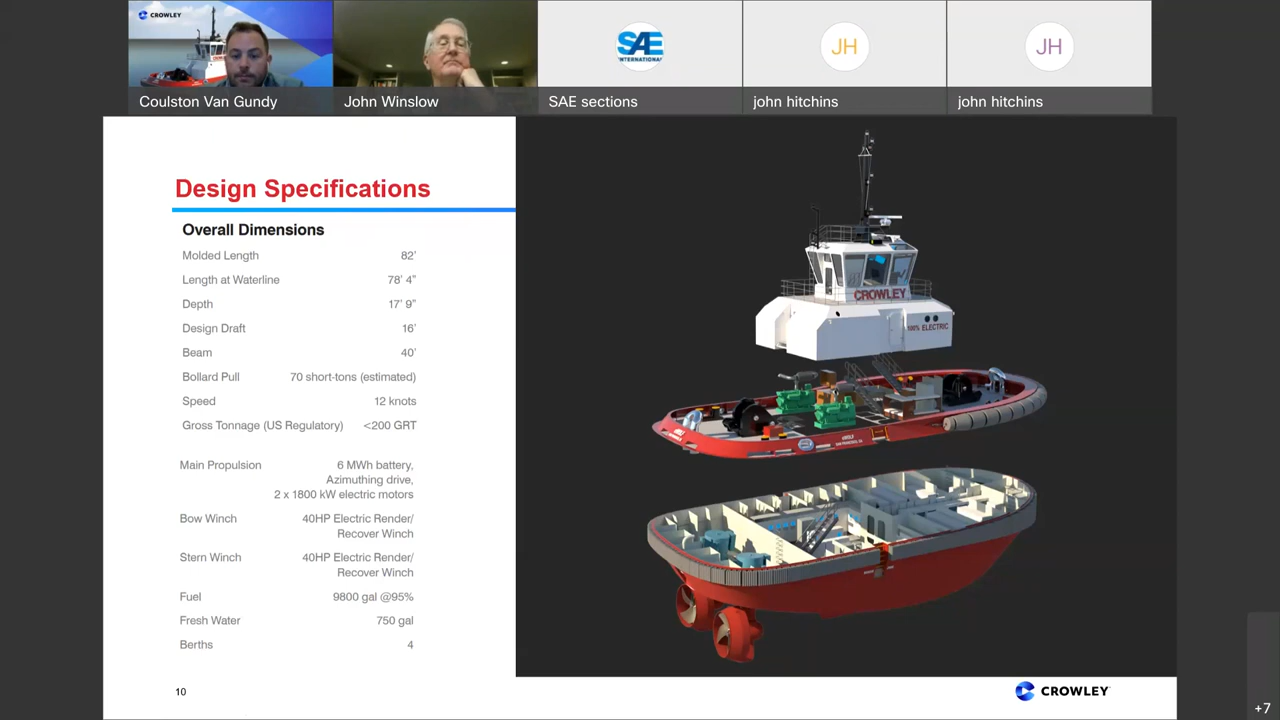 CROWLEY
SAE
INTERNATIONAL
JH
JH
Coulston Van Gundy
John Winslow
SAE sections
john hitchins
john hitchins
Design Specifications
Overall Dimensions
Molded Length 82'
Length at Waterline 78' 4"
Depth 17' 9"
Design Draft 16'
Beam 40'
Bollard Pull 70 short-tons (estimated)
Speed 12 knots
Gross Tonnage (US Regulatory) <200 GRT
Main Propulsion 6 MWh battery,
Azimuthing drive,
2 x 1800 kW electric motors
Bow Winch 40HP Electric Render/
Recover Winch
Stern Winch 40HP Electric Render/
Recover Winch
Fuel 9800 gal @95%
Fresh Water 750 gal
Berths 4
CROWLEY
100% ELECTRIC
10
CROWLEY
+7